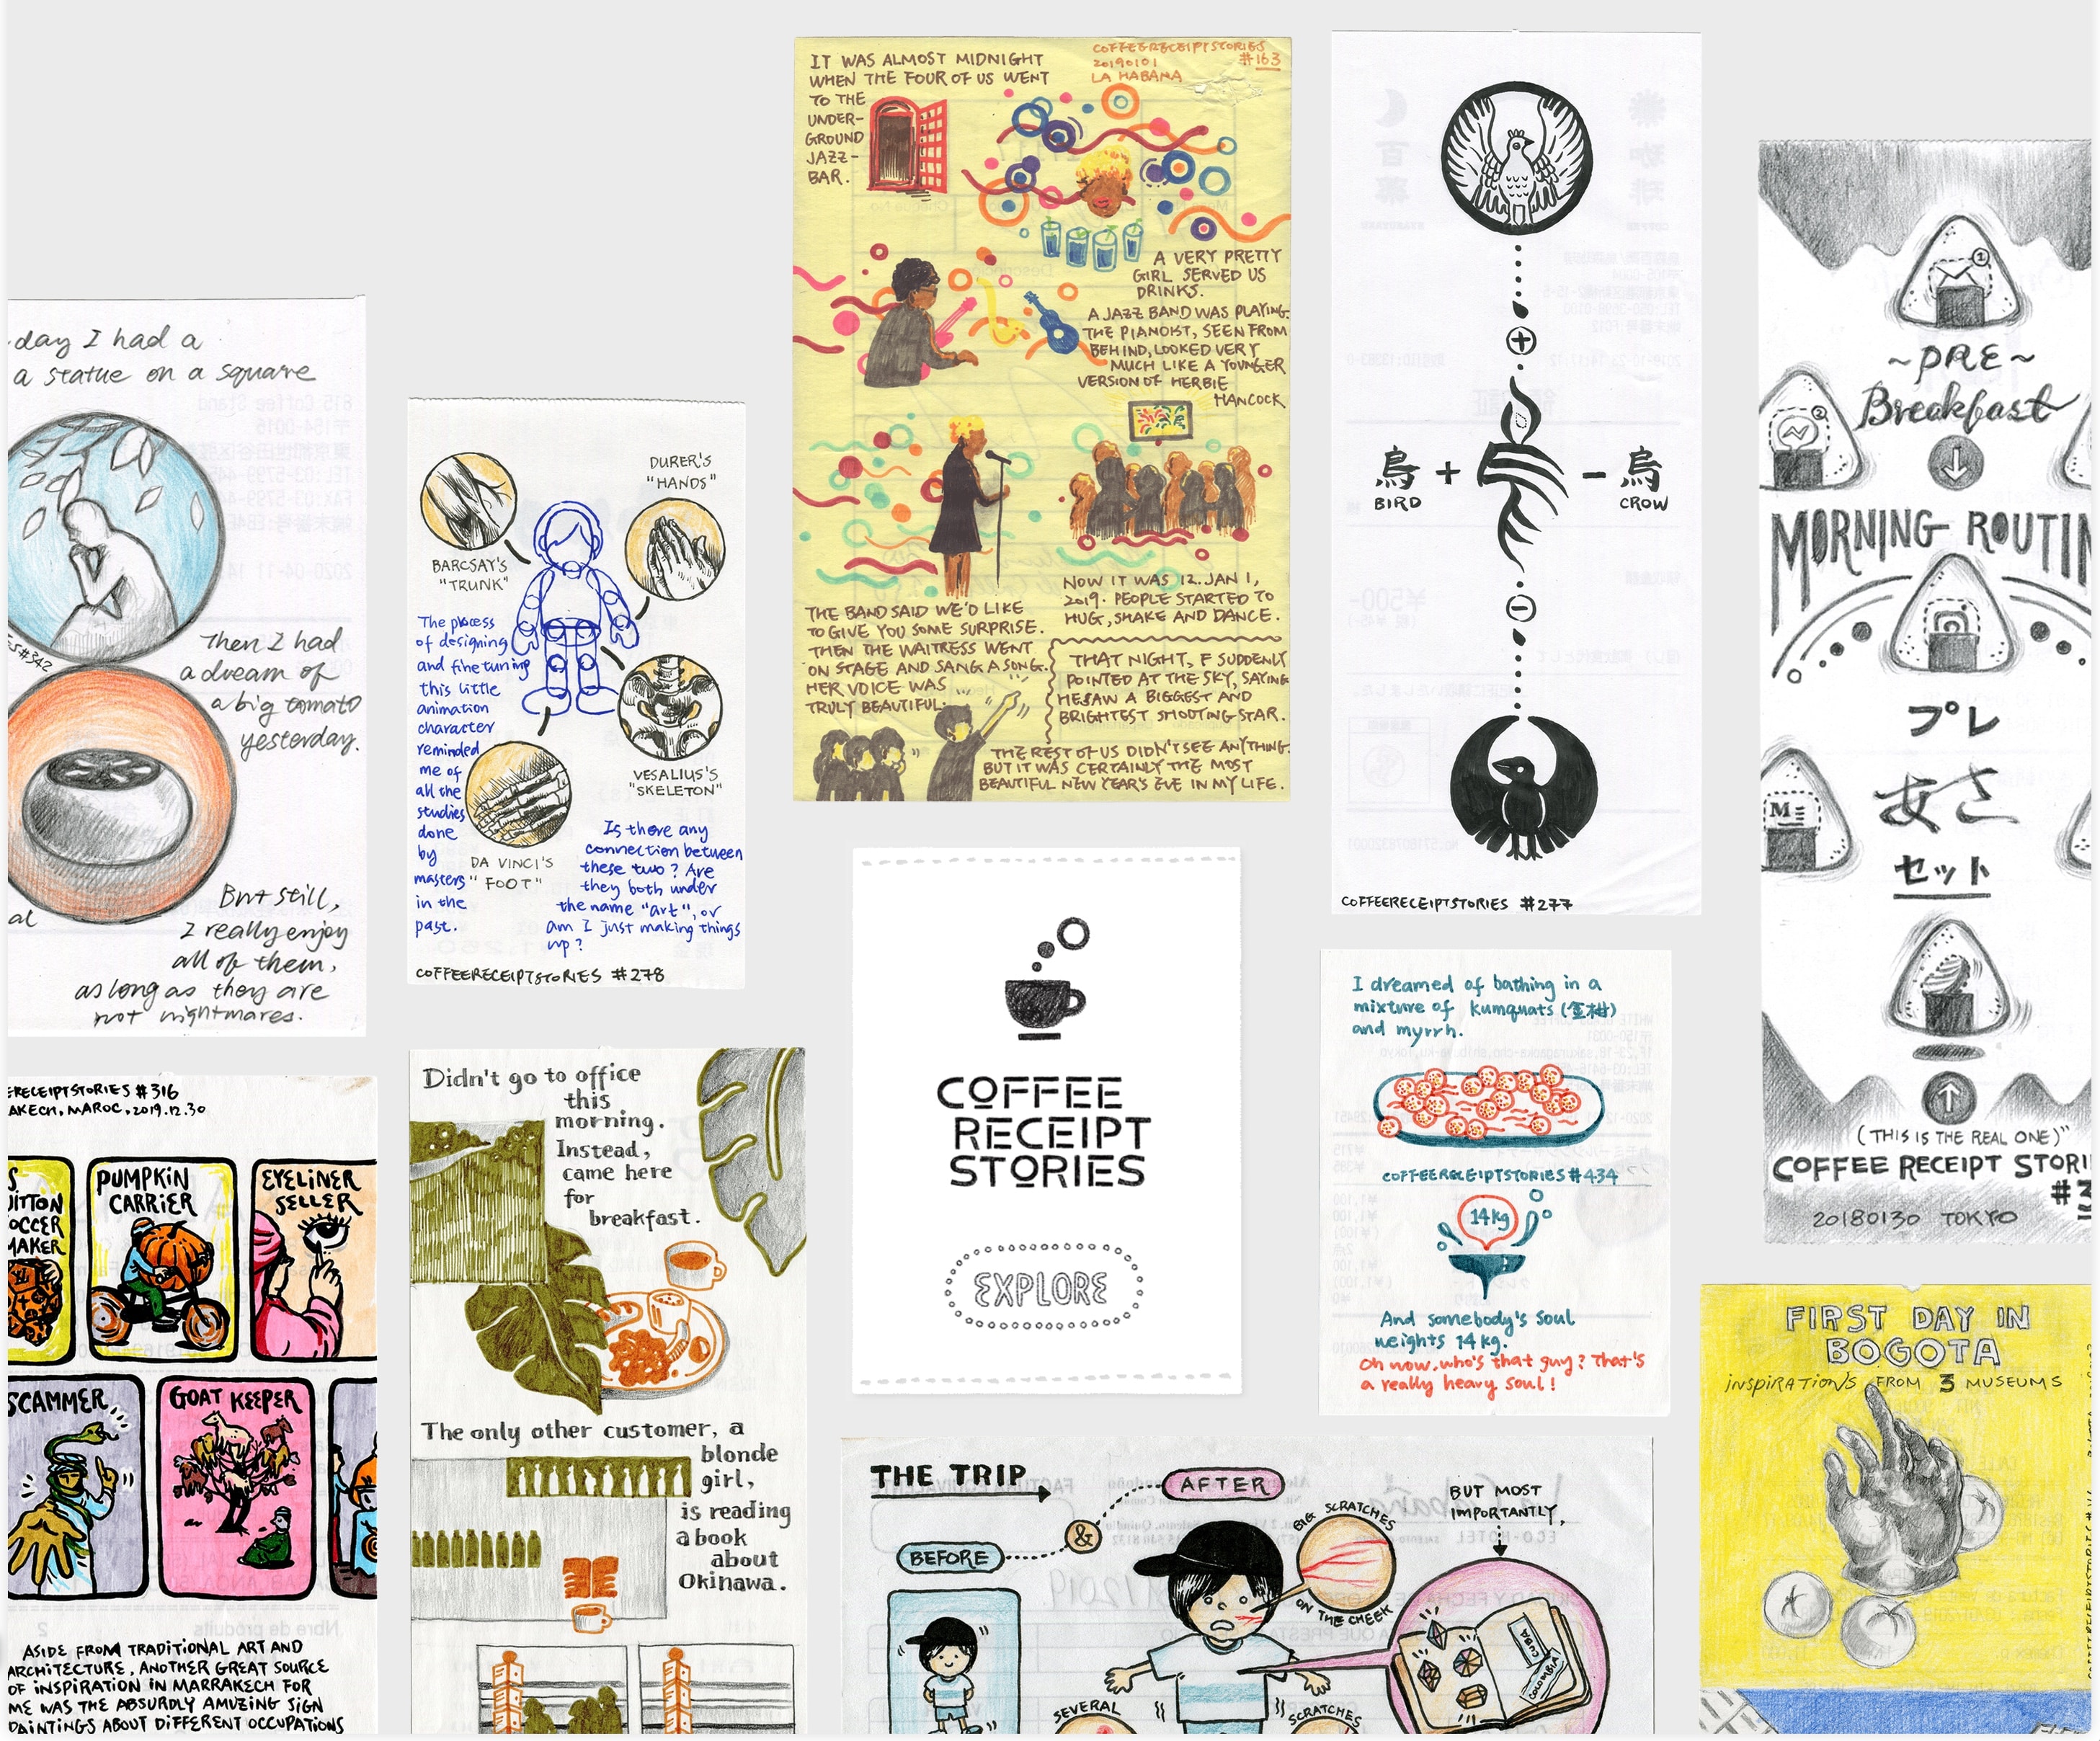 day I had a
a statue on a square
#342
Then I had
a dream of
a big tomato
yesterday.
But still,
I really enjoy
all of them,
as long as they are
not nightmares.
DURER'S
"HANDS"
BARCSAY'S
"TRUNK"
VESALIUS'S
"SKELETON"
DA VINCI'S
"FOOT"
The process
of designing
and fine tuning
this little
animation
character
reminded
me of
all the
studies
done
by
masters
in the
past.
Is there any
connection between
these two? Are
they both under
the name "art", or
am I just making things
up?
COFFEERECEIPTSTORIES #278
COFFEERECEIPTSTORIES
20190101 #163
LA HABANA
IT WAS ALMOST MIDNIGHT
WHEN THE FOUR OF US WENT
TO THE
UNDER-
GROUND
JAZZ-
BAR.
A VERY PRETTY
GIRL SERVED US
DRINKS.
A JAZZ BAND WAS PLAYING.
THE PIANOIST, SEEN FROM
BEHIND, LOOKED VERY
MUCH LIKE A YOUNGER
VERSION OF HERBIE
HANCOCK
THE BAND SAID WE'D LIKE
TO GIVE YOU SOME SURPRISE.
THEN THE WAITRESS WENT
ON STAGE AND SANG A SONG.
HER VOICE WAS ...
TRULY BEAUTIFUL.
NOW IT WAS 12. JAN 1,
2019. PEOPLE STARTED TO
HUG, SHAKE AND DANCE.
THAT NIGHT, F SUDDENLY
POINTED AT THE SKY, SAYING
HE SAW A BIGGEST AND
BRIGHTEST SHOOTING STAR.
THE REST OF US DIDN'T SEE ANYTHING.
BUT IT WAS CERTAINLY THE MOST
BEAUTIFUL NEW YEAR'S EVE IN MY LIFE.
鳥 + - 烏
BIRD CROW
COFFEERECEIPTSTORIES #277
~PRE~
Breakfast
MORNING ROUTIN
プレ
あさ
セット
(THIS IS THE REAL ONE)"
COFFEE RECEIPT STORI
#
20180130 TOKYO
ERECEIPTSTORIES #316
AKECH, MAROC, 2019.12.30
S
UITTON
OCCER
MAKER
PUMPKIN
CARRIER
EYELINER
SELLER
SCAMMER
GOAT KEEPER
ASIDE FROM TRADITIONAL ART AND
ARCHITECTURE, ANOTHER GREAT SOURCE
OF INSPIRATION IN MARRAKECH FOR
ME WAS THE ABSURDLY AMUZING SIGN
PAINTINGS ABOUT DIFFERENT OCCUPATIONS
Didn't go to office
this
morning.
Instead,
came here
for
breakfast.
The only other customer, a
blonde
girl,
is reading
a book
about
Okinawa.
COFFEE
RECEIPT
STORIES
EXPLORE
I dreamed of bathing in a
mixture of kumquats (金柑)
and myrrh.
COFFEERECEIPTSTORIES #434
14kg
And somebody's soul
weights 14 kg.
Oh now, who's that guy? That's
a really heavy soul!
THE TRIP
BEFORE
&
AFTER
BIG SCRATCHES
ON THE CHEEK
BUT MOST
IMPORTANTLY,
CUBA
COLOMBIA
SEVERAL
SCRATCHES
FIRST DAY IN
BOGOTA
INSPIRATIONS FROM 3 MUSEUMS